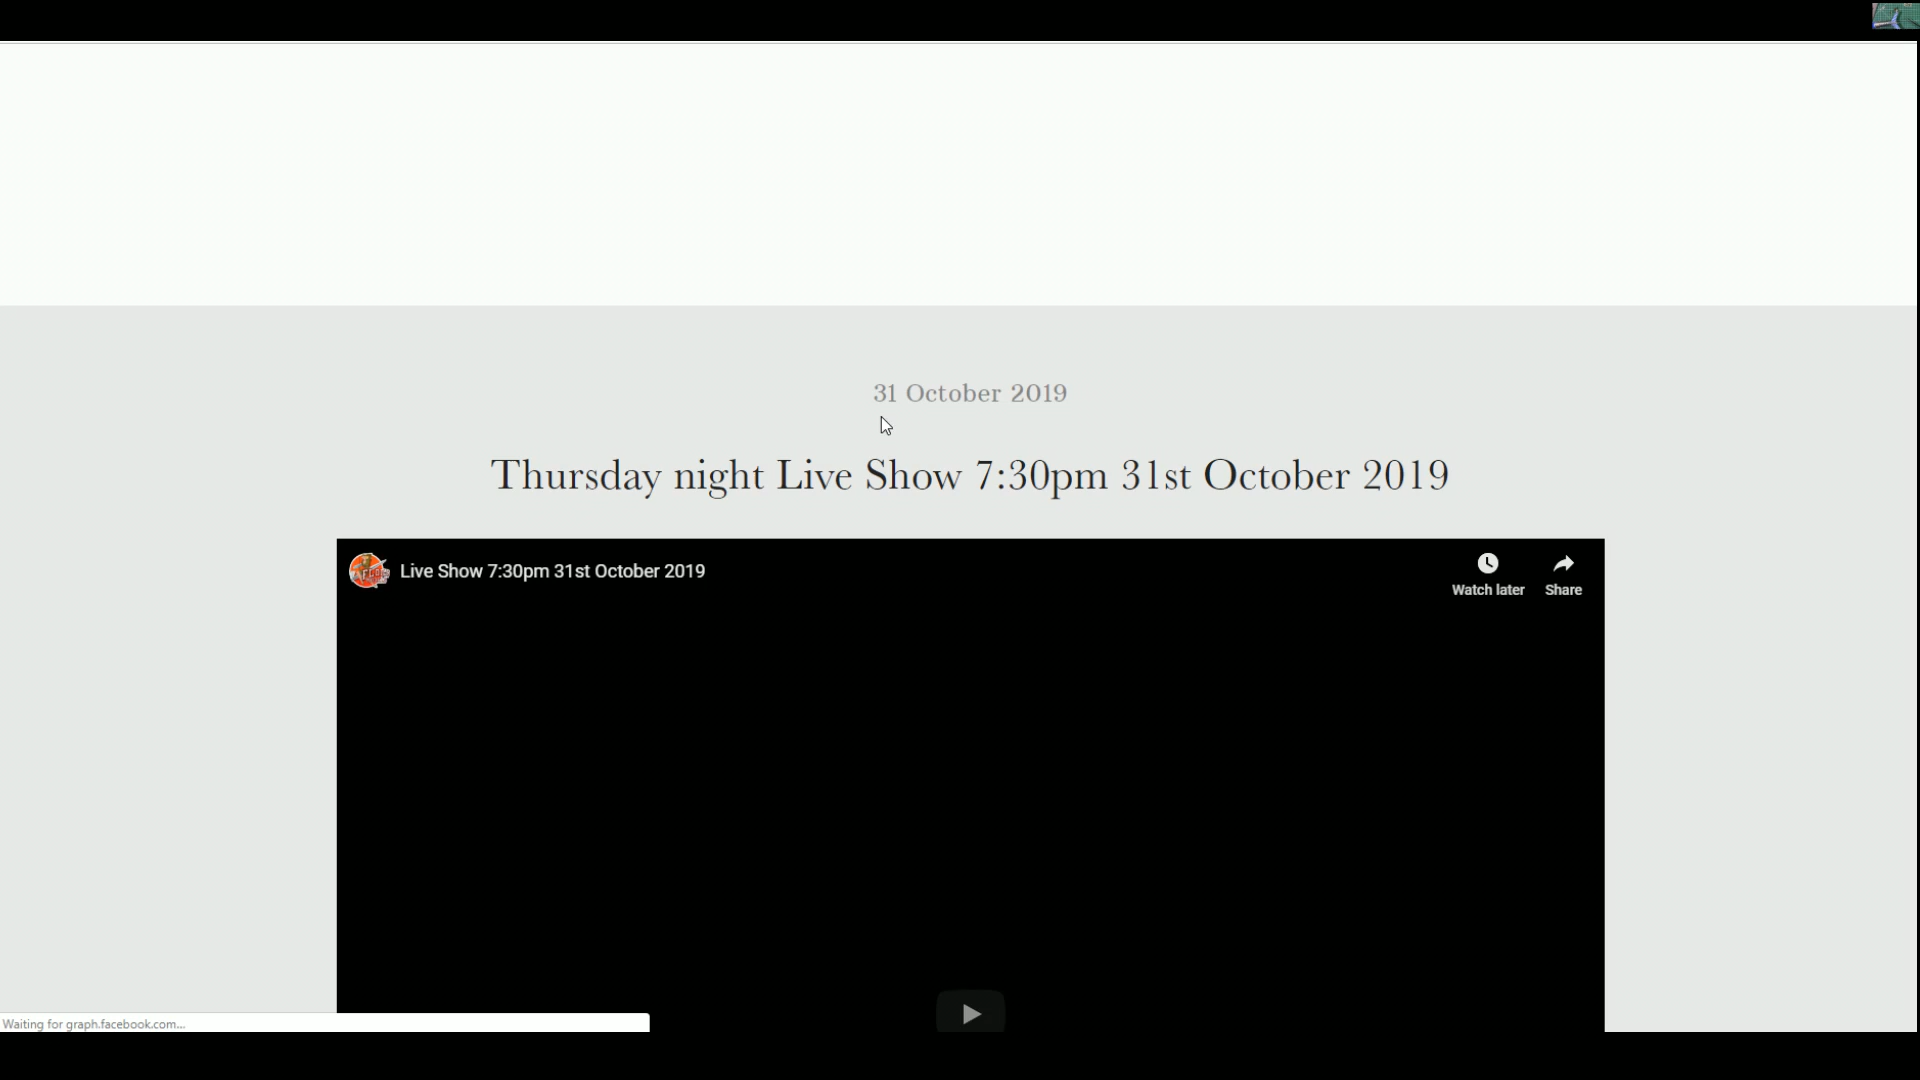 31 October 2019
Thursday night Live Show 7:30pm 31st October 2019
Live Show 7:30pm 31st October 2019
Watch later
Share
Waiting for graph.facebook.com...